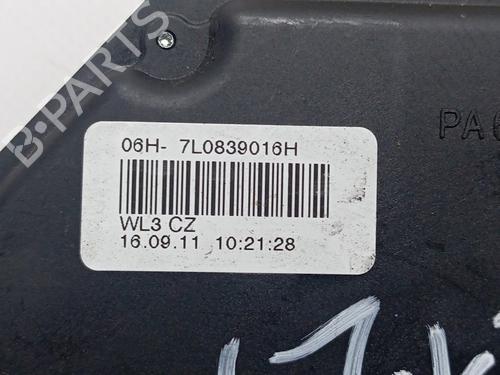 B-PARTS
PA
06H- 7L0839016H
WL3 CZ
16.09.11 10:21:28